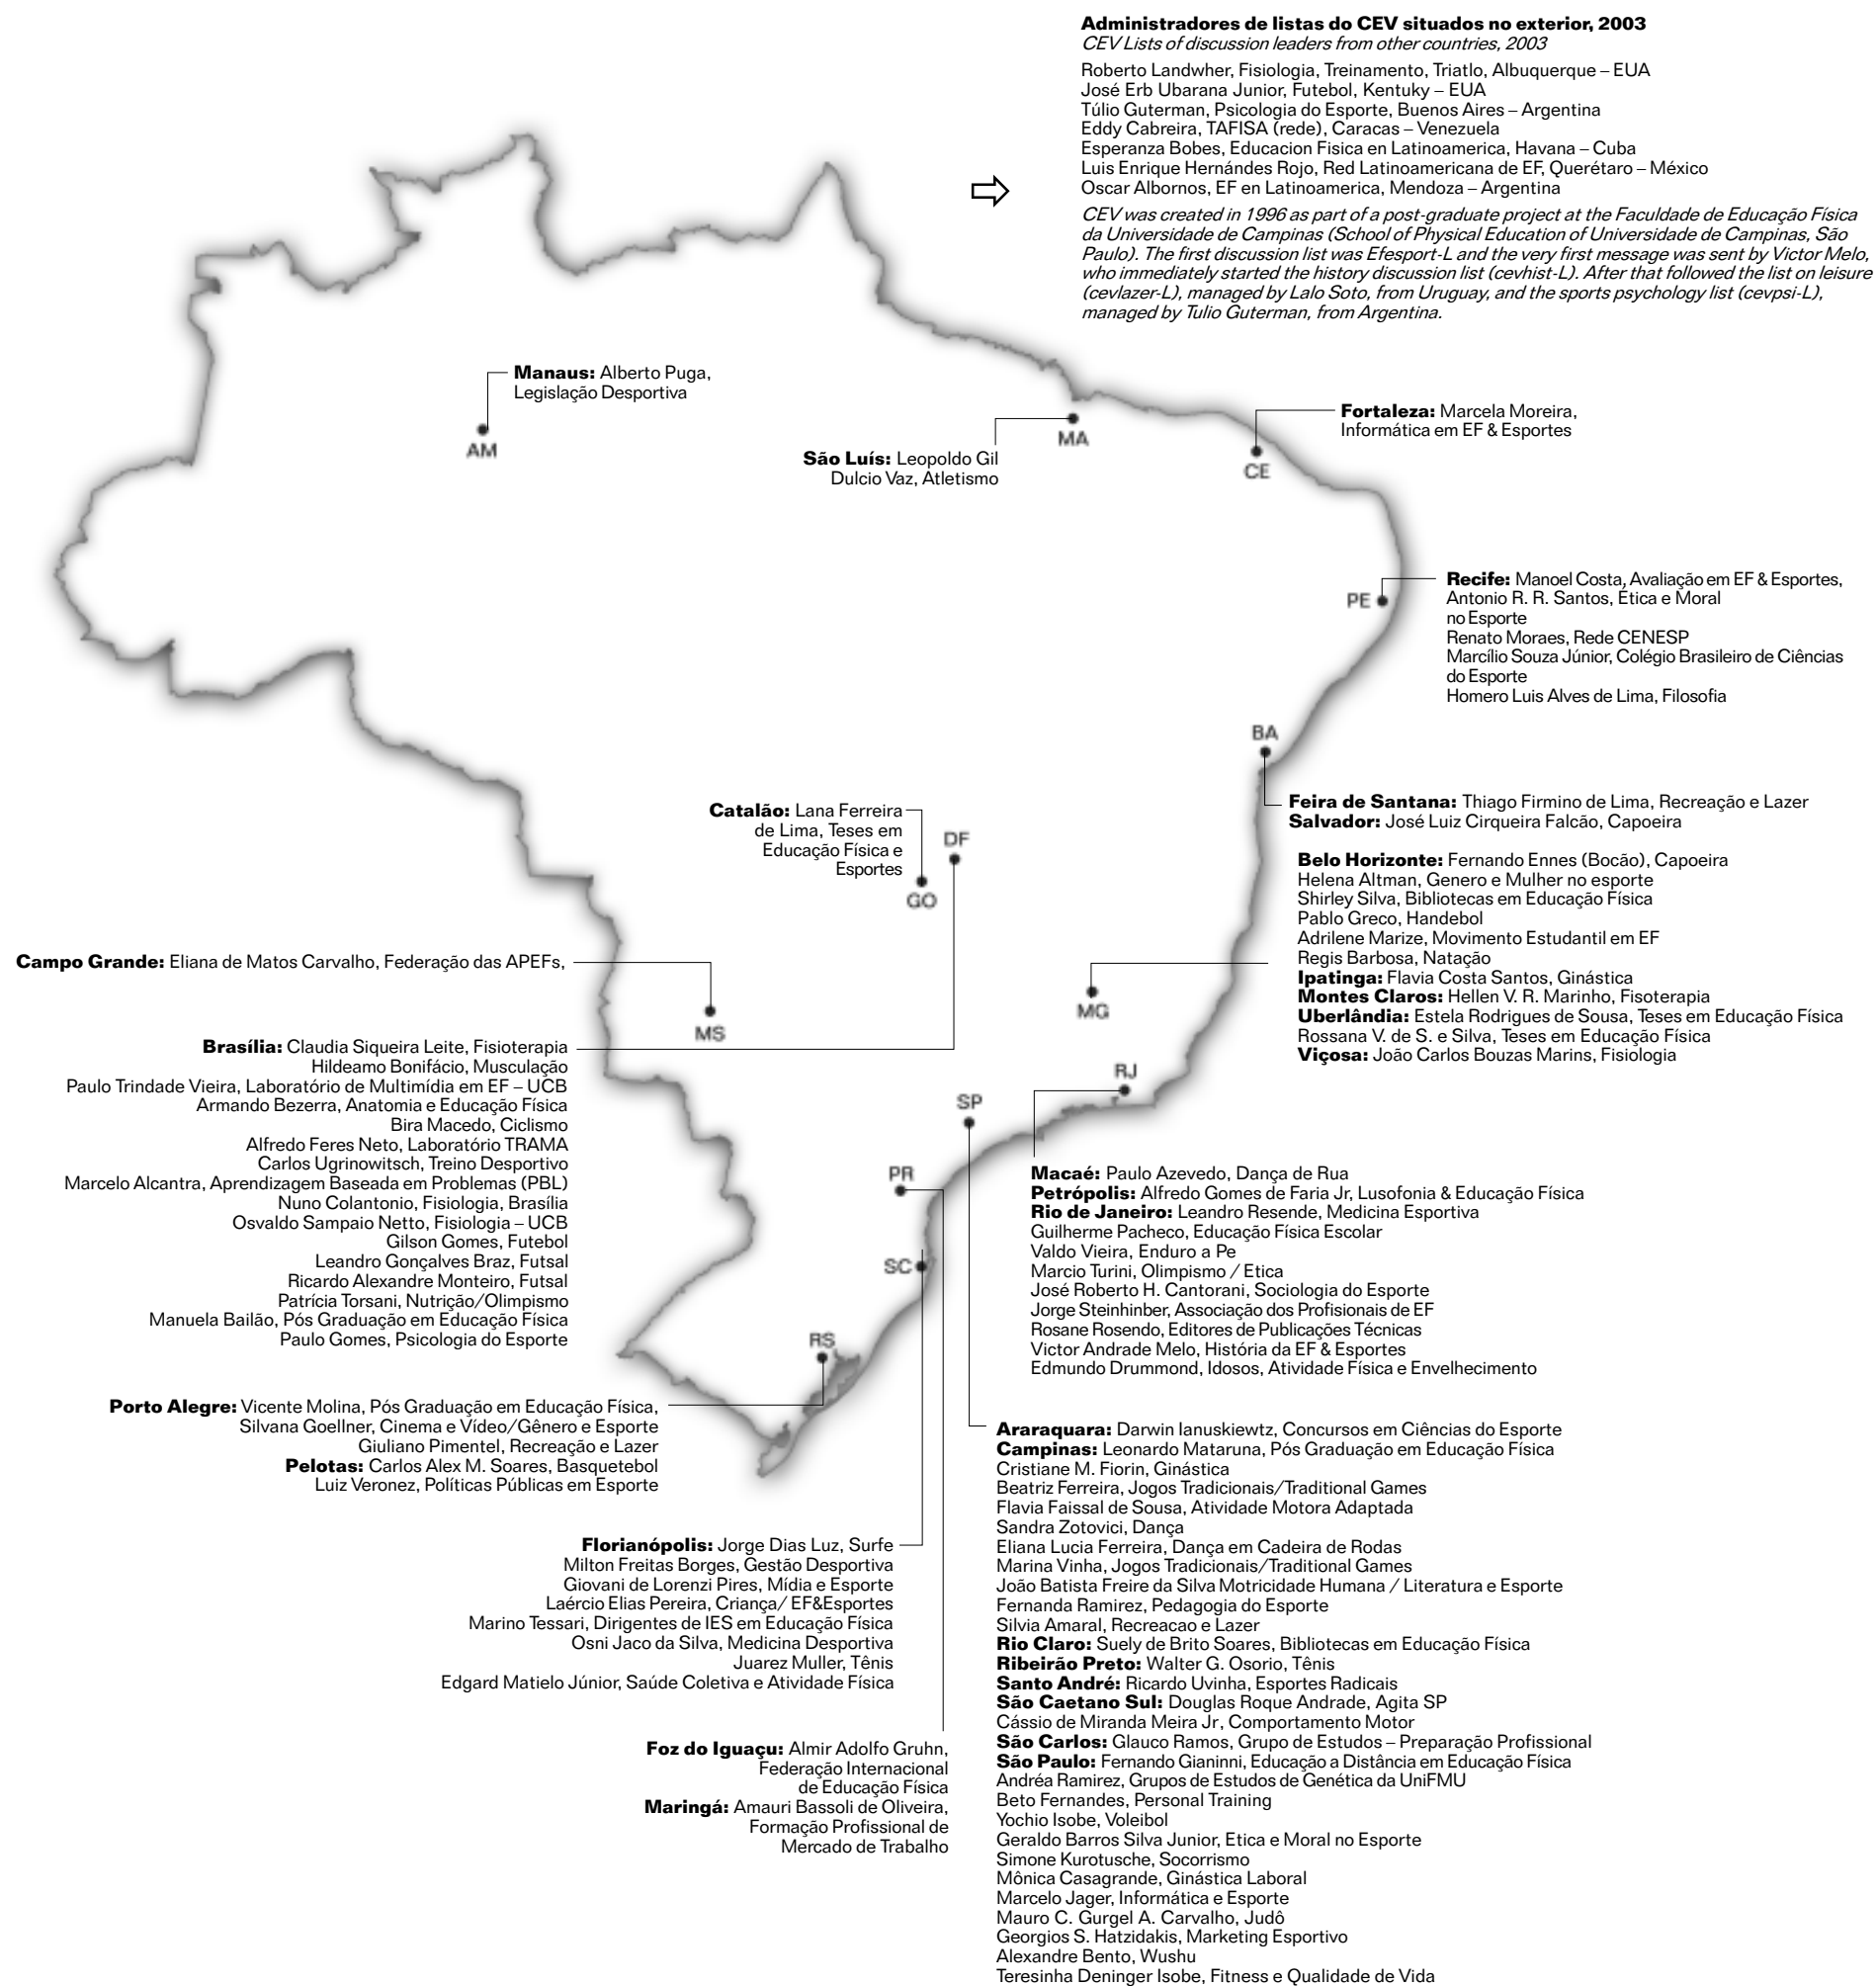 Administradores de listas do CEV situados no exterior, 2003
CEV Lists of discussion leaders from other countries, 2003
Roberto Landwher, Fisiologia, Treinamento, Triatlo, Albuquerque – EUA
José Erb Ubarana Junior, Futebol, Kentuky – EUA
Túlio Guterman, Psicologia do Esporte, Buenos Aires – Argentina
Eddy Cabreira, TAFISA (rede), Caracas – Venezuela
Esperanza Bobes, Educacion Fisica en Latinoamerica, Havana – Cuba
Luis Enrique Hernándes Rojo, Red Latinoamericana de EF, Querétaro – México
Oscar Albornos, EF en Latinoamerica, Mendoza – Argentina
CEV was created in 1996 as part of a post-graduate project at the Faculdade de Educação Física
da Universidade de Campinas (School of Physical Education of Universidade de Campinas, São
Paulo). The first discussion list was Efesport-L and the very first message was sent by Victor Melo,
who immediately started the history discussion list (cevhist-L). After that followed the list on leisure
(cevlazer-L), managed by Lalo Soto, from Uruguay, and the sports psychology list (cevpsi-L),
managed by Tulio Guterman, from Argentina.
Manaus: Alberto Puga,
Legislação Desportiva
AM
São Luís: Leopoldo Gil
Dulcio Vaz, Atletismo
MA
Fortaleza: Marcela Moreira,
Informática em EF & Esportes
CE
PE
Recife: Manoel Costa, Avaliação em EF & Esportes,
Antonio R. R. Santos, Ética e Moral
no Esporte
Renato Moraes, Rede CENESP
Marcílio Souza Júnior, Colégio Brasileiro de Ciências
do Esporte
Homero Luis Alves de Lima, Filosofia
BA
Feira de Santana: Thiago Firmino de Lima, Recreação e Lazer
Salvador: José Luiz Cirqueira Falcão, Capoeira
Catalão: Lana Ferreira
de Lima, Teses em
Educação Física e
Esportes
DF
GO
Belo Horizonte: Fernando Ennes (Bocão), Capoeira
Helena Altman, Genero e Mulher no esporte
Shirley Silva, Bibliotecas em Educação Física
Pablo Greco, Handebol
Adrilene Marize, Movimento Estudantil em EF
Regis Barbosa, Natação
Ipatinga: Flavia Costa Santos, Ginástica
Montes Claros: Hellen V. R. Marinho, Fisoterapia
Uberlândia: Estela Rodrigues de Sousa, Teses em Educação Física
Rossana V. de S. e Silva, Teses em Educação Física
Viçosa: João Carlos Bouzas Marins, Fisiologia
MG
Campo Grande: Eliana de Matos Carvalho, Federação das APEFs,
MS
Brasília: Claudia Siqueira Leite, Fisioterapia
Hildeamo Bonifácio, Musculação
Paulo Trindade Vieira, Laboratório de Multimídia em EF – UCB
Armando Bezerra, Anatomia e Educação Física
Bira Macedo, Ciclismo
Alfredo Feres Neto, Laboratório TRAMA
Carlos Ugrinowitsch, Treino Desportivo
Marcelo Alcantra, Aprendizagem Baseada em Problemas (PBL)
Nuno Colantonio, Fisiologia, Brasília
Osvaldo Sampaio Netto, Fisiologia – UCB
Gilson Gomes, Futebol
Leandro Gonçalves Braz, Futsal
Ricardo Alexandre Monteiro, Futsal
Patrícia Torsani, Nutrição/Olimpismo
Manuela Bailão, Pós Graduação em Educação Física
Paulo Gomes, Psicologia do Esporte
RJ
SP
PR
SC
RS
Macaé: Paulo Azevedo, Dança de Rua
Petrópolis: Alfredo Gomes de Faria Jr, Lusofonia & Educação Física
Rio de Janeiro: Leandro Resende, Medicina Esportiva
Guilherme Pacheco, Educação Física Escolar
Valdo Vieira, Enduro a Pe
Marcio Turini, Olimpismo / Etica
José Roberto H. Cantorani, Sociologia do Esporte
Jorge Steinhinber, Associação dos Profisionais de EF
Rosane Rosendo, Editores de Publicações Técnicas
Victor Andrade Melo, História da EF & Esportes
Edmundo Drummond, Idosos, Atividade Física e Envelhecimento
Porto Alegre: Vicente Molina, Pós Graduação em Educação Física,
Silvana Goellner, Cinema e Vídeo/Gênero e Esporte
Giuliano Pimentel, Recreação e Lazer
Pelotas: Carlos Alex M. Soares, Basquetebol
Luiz Veronez, Políticas Públicas em Esporte
Florianópolis: Jorge Dias Luz, Surfe
Milton Freitas Borges, Gestão Desportiva
Giovani de Lorenzi Pires, Mídia e Esporte
Laércio Elias Pereira, Criança/ EF&Esportes
Marino Tessari, Dirigentes de IES em Educação Física
Osni Jaco da Silva, Medicina Desportiva
Juarez Muller, Tênis
Edgard Matielo Júnior, Saúde Coletiva e Atividade Física
Foz do Iguaçu: Almir Adolfo Gruhn,
Federação Internacional
de Educação Física
Maringá: Amauri Bassoli de Oliveira,
Formação Profissional de
Mercado de Trabalho
Araraquara: Darwin Ianuskiewtz, Concursos em Ciências do Esporte
Campinas: Leonardo Mataruna, Pós Graduação em Educação Física
Cristiane M. Fiorin, Ginástica
Beatriz Ferreira, Jogos Tradicionais/Traditional Games
Flavia Faissal de Sousa, Atividade Motora Adaptada
Sandra Zotovici, Dança
Eliana Lucia Ferreira, Dança em Cadeira de Rodas
Marina Vinha, Jogos Tradicionais/Traditional Games
João Batista Freire da Silva Motricidade Humana / Literatura e Esporte
Fernanda Ramirez, Pedagogia do Esporte
Silvia Amaral, Recreacao e Lazer
Rio Claro: Suely de Brito Soares, Bibliotecas em Educação Física
Ribeirão Preto: Walter G. Osorio, Tênis
Santo André: Ricardo Uvinha, Esportes Radicais
São Caetano Sul: Douglas Roque Andrade, Agita SP
Cássio de Miranda Meira Jr, Comportamento Motor
São Carlos: Glauco Ramos, Grupo de Estudos – Preparação Profissional
São Paulo: Fernando Gianinni, Educação a Distância em Educação Física
Andréa Ramirez, Grupos de Estudos de Genética da UniFMU
Beto Fernandes, Personal Training
Yochio Isobe, Voleibol
Geraldo Barros Silva Junior, Etica e Moral no Esporte
Simone Kurotusche, Socorrismo
Mônica Casagrande, Ginástica Laboral
Marcelo Jager, Informática e Esporte
Mauro C. Gurgel A. Carvalho, Judô
Georgios S. Hatzidakis, Marketing Esportivo
Alexandre Bento, Wushu
Teresinha Deninger Isobe, Fitness e Qualidade de Vida